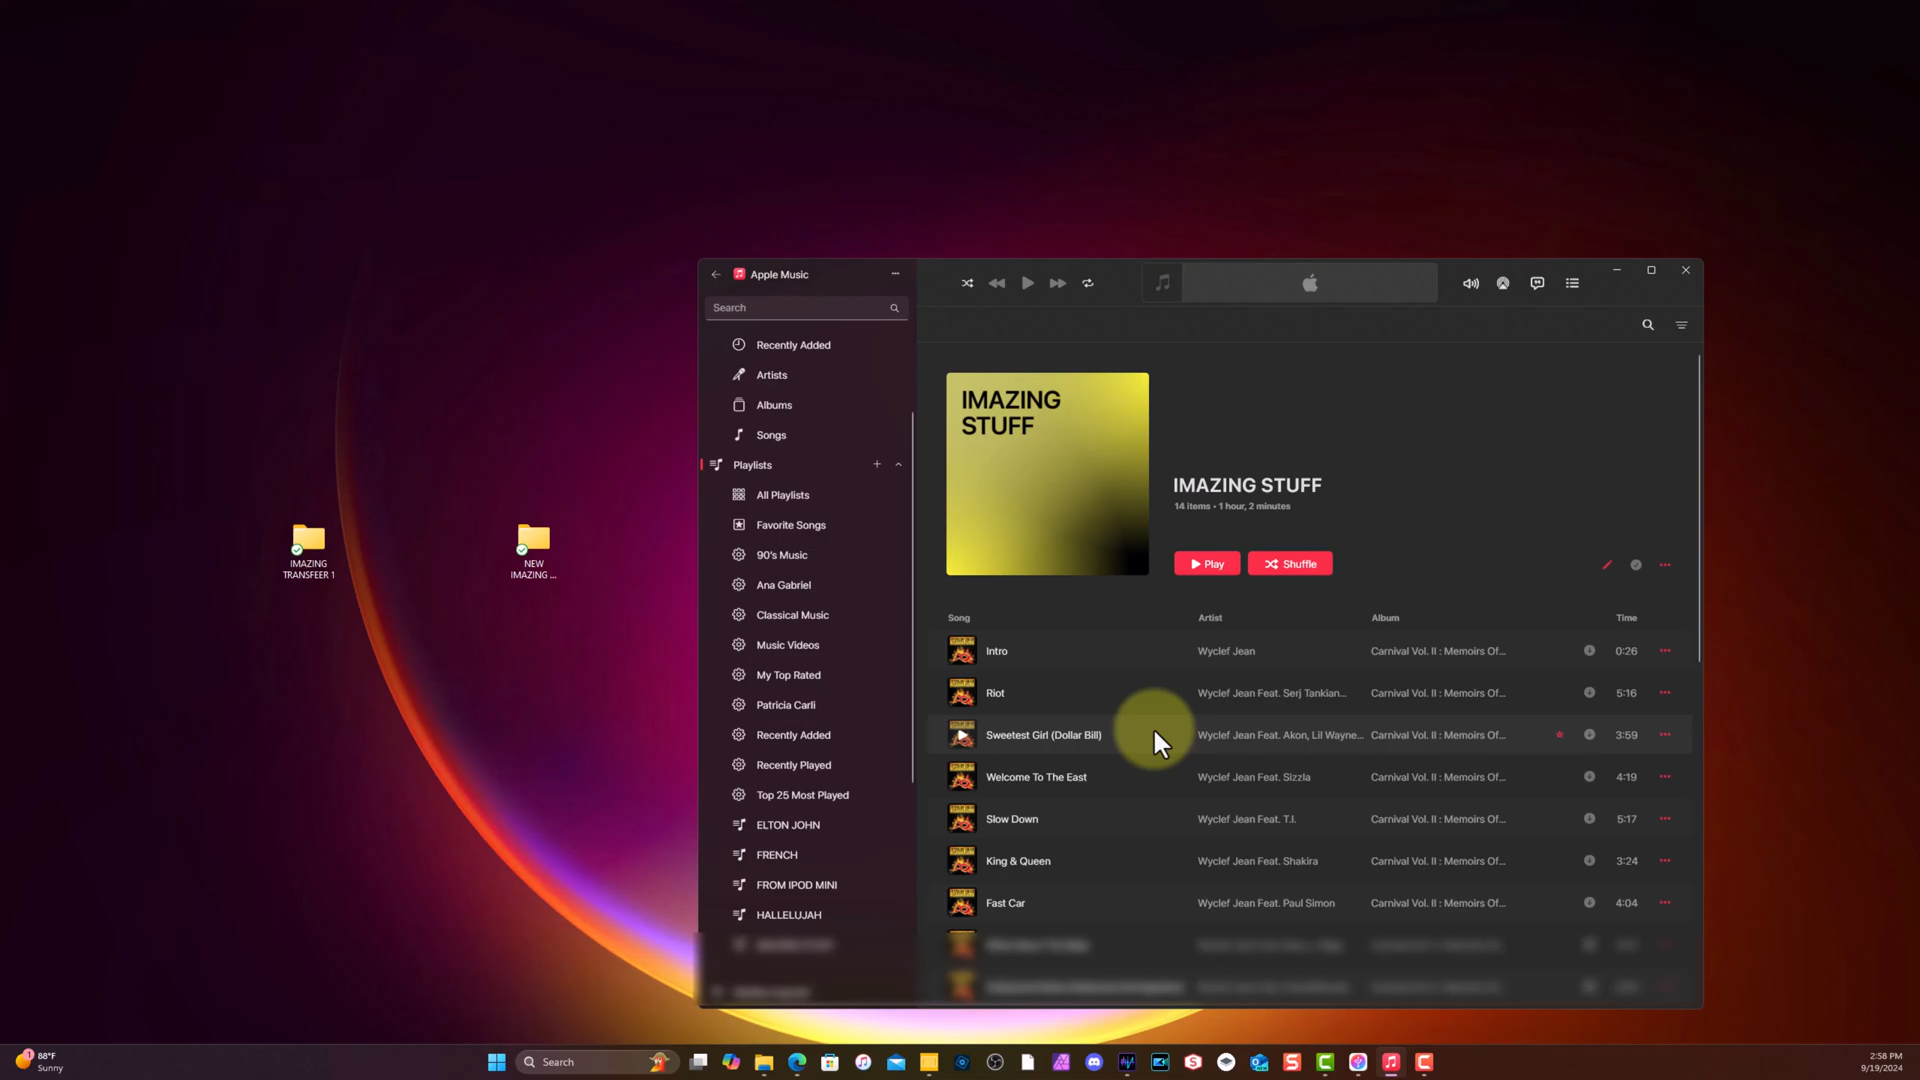 Apple Music
Search
Recently Added
Artists
Albums
Songs
Playlists
All Playlists
Favorite Songs
90's Music
Ana Gabriel
Classical Music
Music Videos
My Top Rated
Patricia Carli
Recently Added
Recently Played
Top 25 Most Played
ELTON JOHN
FRENCH
FROM IPOD MINI
HALLELUJAH
IMAZING
STUFF
IMAZING STUFF
14 items • 1 hour, 2 minutes
Play Shuffle
Song Artist Album Time
Intro Wyclef Jean Carnival Vol. II : Memoirs Of... 0:26
Riot Wyclef Jean Feat. Serj Tankian... Carnival Vol. II : Memoirs Of... 5:16
Sweetest Girl (Dollar Bill) Wyclef Jean Feat. Akon, Lil Wayne... Carnival Vol. II : Memoirs Of... 3:59
Welcome To The East Wyclef Jean Feat. Sizzla Carnival Vol. II : Memoirs Of... 4:19
Slow Down Wyclef Jean Feat. T.I. Carnival Vol. II : Memoirs Of... 5:17
King & Queen Wyclef Jean Feat. Shakira Carnival Vol. II : Memoirs Of... 3:24
Fast Car Wyclef Jean Feat. Paul Simon Carnival Vol. II : Memoirs Of... 4:04
IMAZING
TRANSFEER 1
NEW
IMAZING ...
1
88°F
Sunny
Search
2:58 PM
9/19/2024